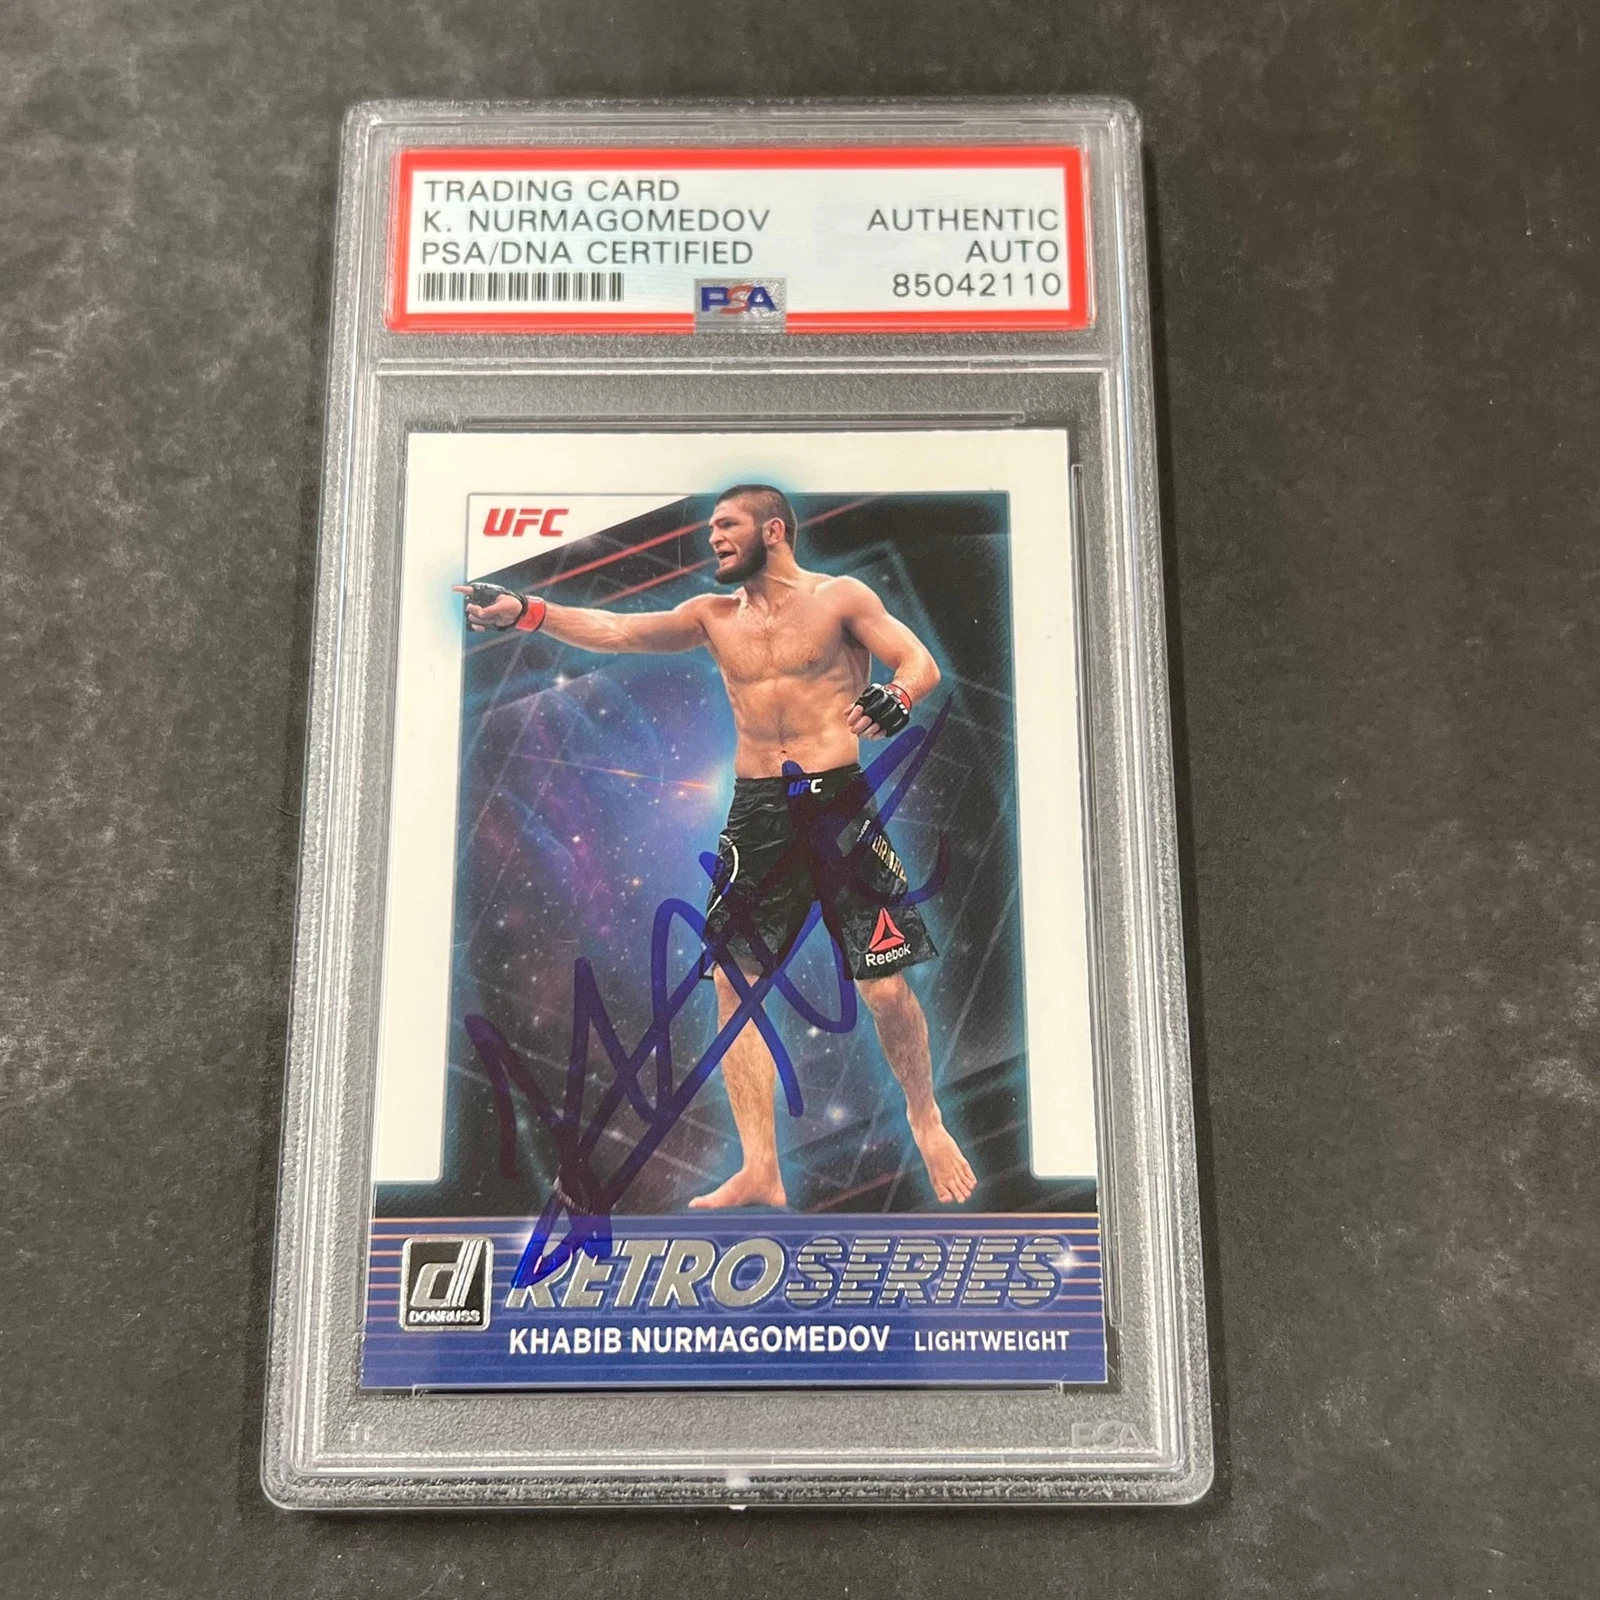 TRADING CARD
K. NURMAGOMEDOV
PSA/DNA CERTIFIED
AUTHENTIC
AUTO
85042110
PSA
UFC
UFC
Reebok
RETRO SERIES
DONRUSS
KHABIB NURMAGOMEDOV LIGHTWEIGHT
PSA